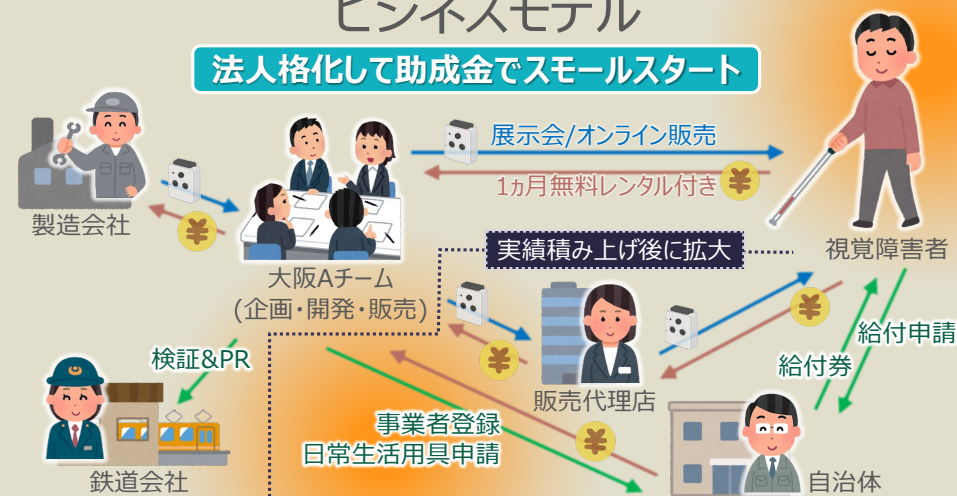 ビジネスモデル
法人格化して助成金でスモールスタート
展示会/オンライン販売
1ヵ月無料レンタル付き
¥
製造会社
¥
大阪Aチーム
(企画・開発・販売)
実績積み上げ後に拡大
視覚障害者
¥
¥
給付申請
給付券
検証&PR
販売代理店
事業者登録
日常生活用具申請
¥
鉄道会社
自治体